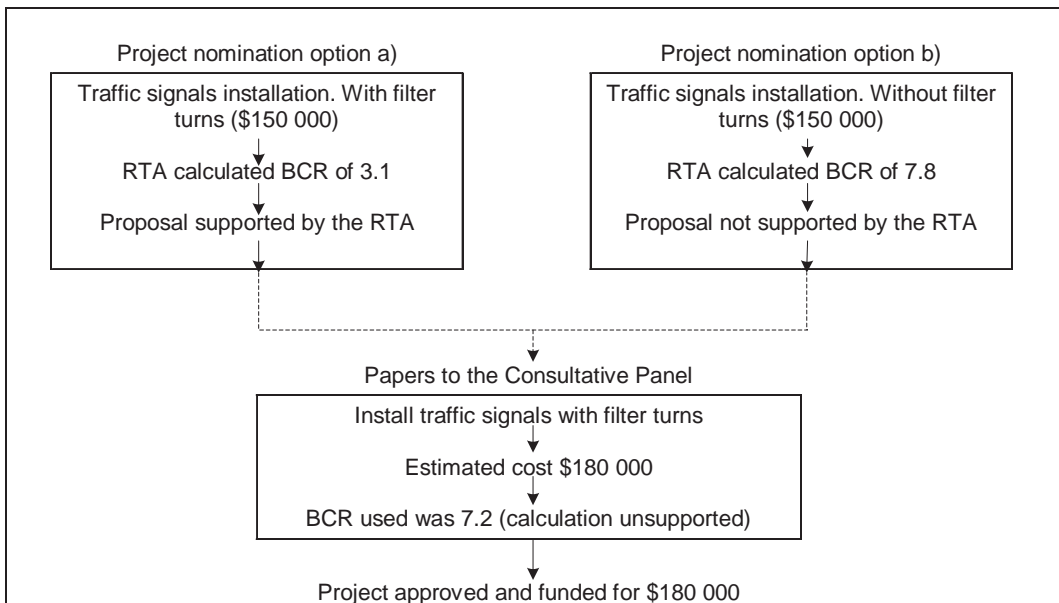 Project nomination option a)
Traffic signals installation. With filter
turns ($150 000)
RTA calculated BCR of 3.1
Proposal supported by the RTA
Project nomination option b)
Traffic signals installation. Without filter
turns ($150 000)
RTA calculated BCR of 7.8
Proposal not supported by the RTA
Papers to the Consultative Panel
Install traffic signals with filter turns
Estimated cost $180 000
BCR used was 7.2 (calculation unsupported)
Project approved and funded for $180 000